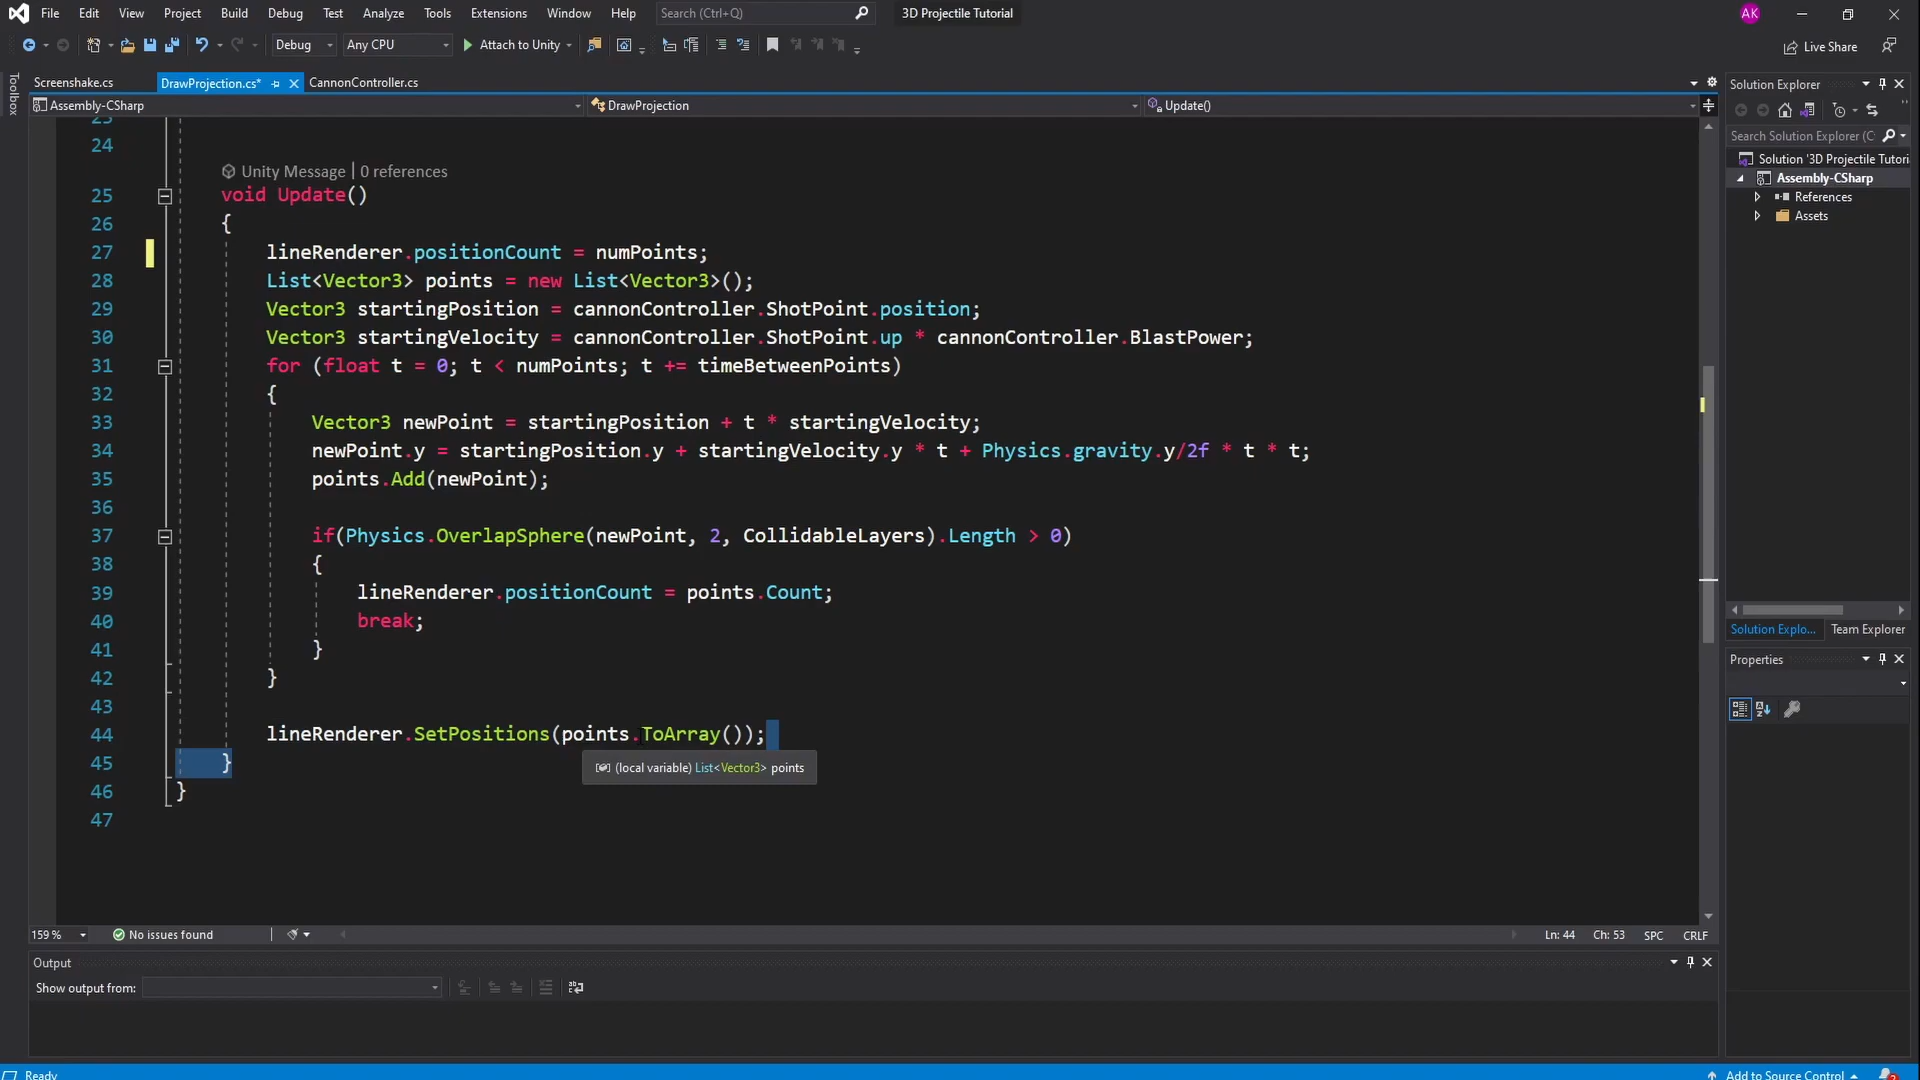 File Edit View Project Build Debug Test Analyze Tools Extensions Window Help Search (Ctrl+Q) 3D Projectile Tutorial AK
Debug Any CPU Attach to Unity Live Share
Toolbox
Screenshake.cs DrawProjection.cs* CannonController.cs
Assembly-CSharp DrawProjection Update()
23
24
Unity Message | 0 references
25 void Update()
26 {
27 lineRenderer.positionCount = numPoints;
28 List<Vector3> points = new List<Vector3>();
29 Vector3 startingPosition = cannonController.ShotPoint.position;
30 Vector3 startingVelocity = cannonController.ShotPoint.up * cannonController.BlastPower;
31 for (float t = 0; t < numPoints; t += timeBetweenPoints)
32 {
33 Vector3 newPoint = startingPosition + t * startingVelocity;
34 newPoint.y = startingPosition.y + startingVelocity.y * t + Physics.gravity.y/2f * t * t;
35 points.Add(newPoint);
36
37 if(Physics.OverlapSphere(newPoint, 2, CollidableLayers).Length > 0)
38 {
39 lineRenderer.positionCount = points.Count;
40 break;
41 }
42 }
43
44 lineRenderer.SetPositions(points.ToArray());
45 }
(local variable) List<Vector3> points
46 }
47
159 % No issues found Ln: 44 Ch: 53 SPC CRLF
Output
Show output from:
Solution Explorer
Search Solution Explorer (C
Solution '3D Projectile Tutori
Assembly-CSharp
References
Assets
Solution Explo... Team Explorer
Properties
Ready Add to Source Control 2